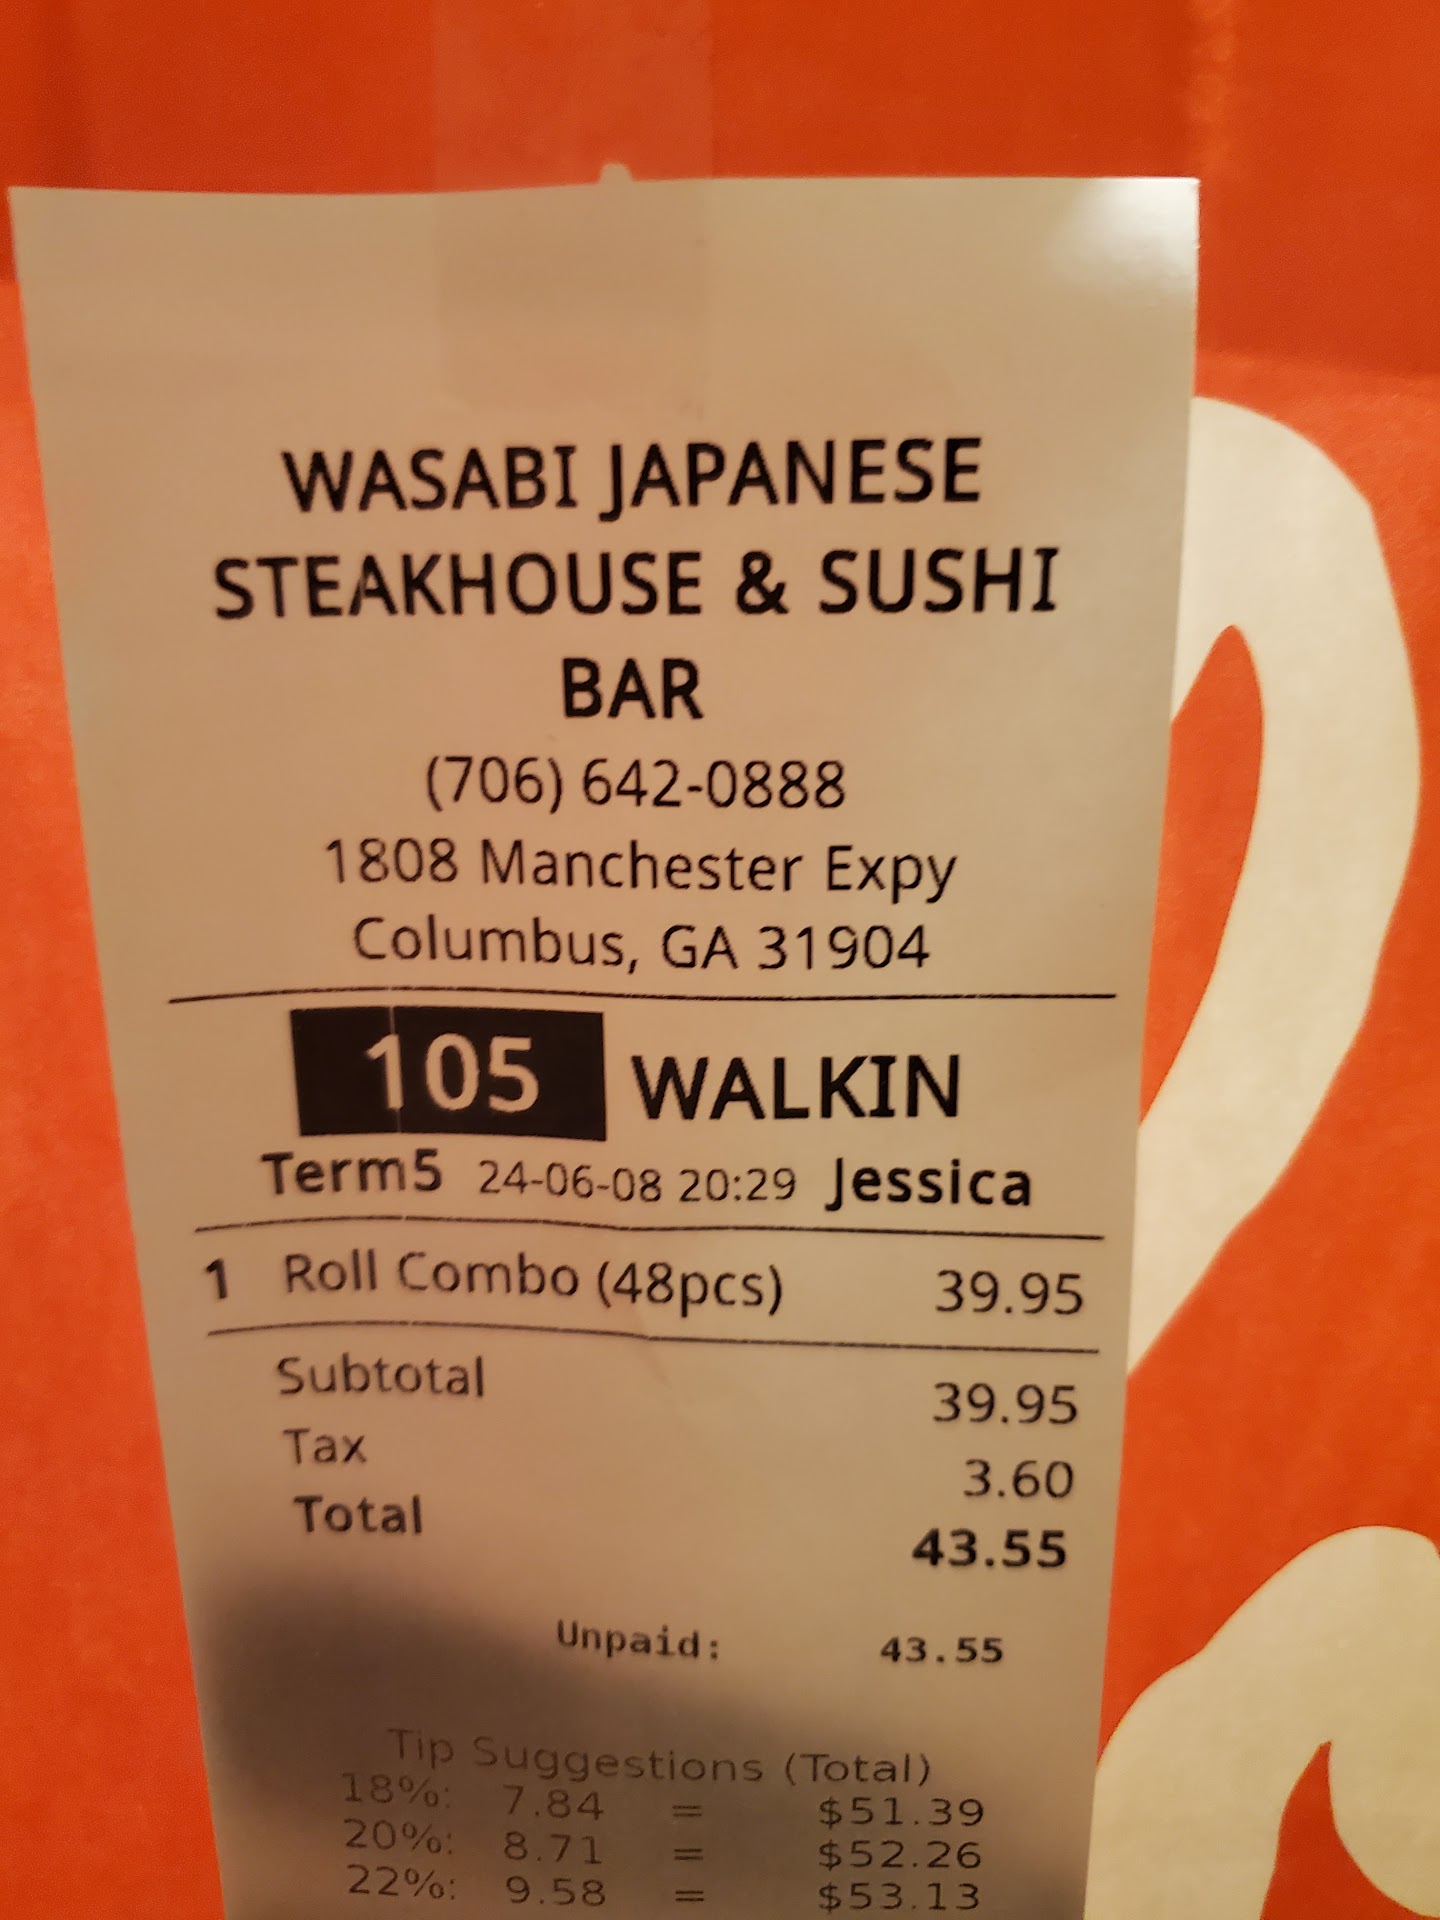 WASABI JAPANESE
STEAKHOUSE & SUSHI
BAR
(706) 642-0888
1808 Manchester Expy
Columbus, GA 31904
105 WALKIN
Term5 24-06-08 20:29 Jessica
1 Roll Combo (48pcs) 39.95
Subtotal 39.95
Tax 3.60
Total 43.55
Unpaid: 43.55
Tip Suggestions (Total)
18%: 7.84 = $51.39
20%: 8.71 = $52.26
22%: 9.58 = $53.13